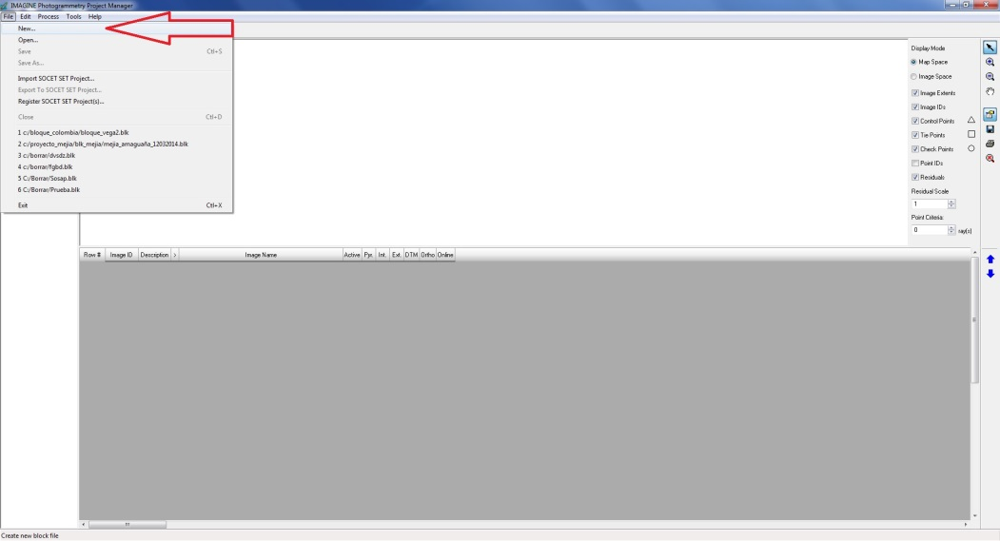 IMAGINE Photogrammetry Project Manager
File Edit Process Tools Help
New...
Open...
Save Ctl+S
Save As...
Import SOCET SET Project...
Export To SOCET SET Project...
Register SOCET SET Project(s)...
Close Ctl+D
1 c:/bloque_colombia/bloque_vega2.blk
2 c:/proyecto_mejia/blk_mejia/mejia_amaguaña_12032014.blk
3 c:/borrar/dvsdz.blk
4 c:/borrar/fgbd.blk
5 C:/Borrar/Sosap.blk
6 C:/Borrar/Prueba.blk
Exit Ctl+X
Display Mode
Map Space
Image Space
Image Extents
Image IDs
Control Points
Tie Points
Check Points
Point IDs
Residuals
Residual Scale
1
Point Criteria:
0 ray(s)
Row # Image ID Description > Image Name Active Pyr. Int. Ext. DTM Ortho Online
Create new block file